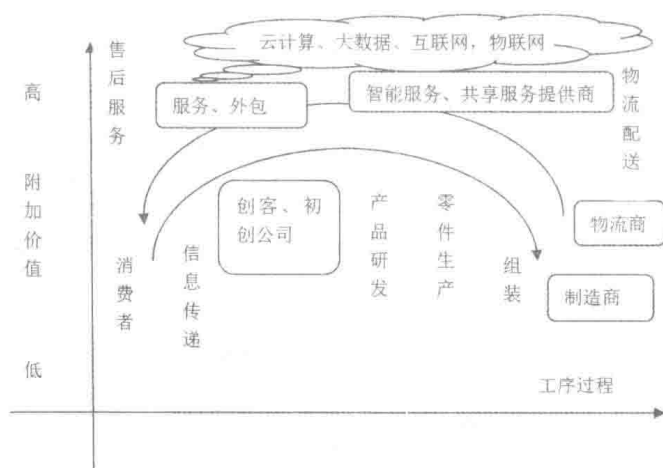 云计算、大数据、互联网，物联网
售后服务
服务、外包
智能服务、共享服务提供商
物流配送
高
附加价值
低
创客、初
创公司
产品研发
零件生产
物流商
消费者
信息传递
组装
制造商
工序过程